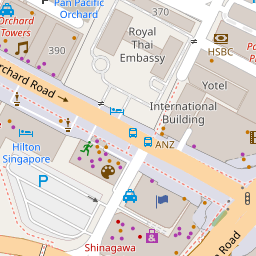 Pan Pacific
Orchard
Orchard
Towers
390
370
Royal
Thai
Embassy
HSBC
Yotel
Orchard Road
International
Building
ANZ
Hilton
Singapore
P
Shinagawa
P
Road